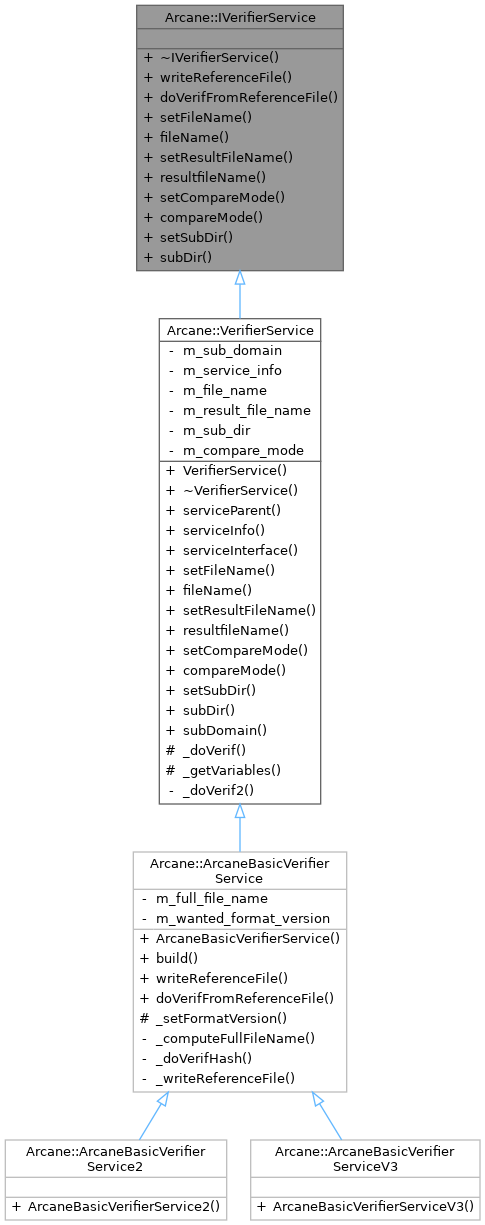 Arcane::IVerifierService
+ ~IVerifierService()
+ writeReferenceFile()
+ doVerifFromReferenceFile()
+ setFileName()
+ fileName()
+ setResultFileName()
+ resultfileName()
+ setCompareMode()
+ compareMode()
+ setSubDir()
+ subDir()
Arcane::VerifierService
- m_sub_domain
- m_service_info
- m_file_name
- m_result_file_name
- m_sub_dir
- m_compare_mode
+ VerifierService()
+ ~VerifierService()
+ serviceParent()
+ serviceInfo()
+ serviceInterface()
+ setFileName()
+ fileName()
+ setResultFileName()
+ resultfileName()
+ setCompareMode()
+ compareMode()
+ setSubDir()
+ subDir()
+ subDomain()
# _doVerif()
# _getVariables()
- _doVerif2()
Arcane::ArcaneBasicVerifier
Service
- m_full_file_name
- m_wanted_format_version
+ ArcaneBasicVerifierService()
+ build()
+ writeReferenceFile()
+ doVerifFromReferenceFile()
# _setFormatVersion()
- _computeFullFileName()
- _doVerifHash()
- _writeReferenceFile()
Arcane::ArcaneBasicVerifier
Service2
+ ArcaneBasicVerifierService2()
Arcane::ArcaneBasicVerifier
ServiceV3
+ ArcaneBasicVerifierServiceV3()